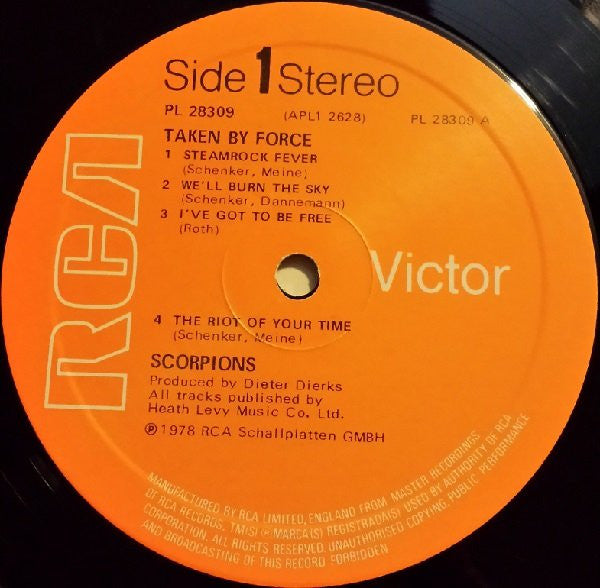 Side 1 Stereo
PL 28309 (APL1 2628) PL 28309 A
TAKEN BY FORCE
1 STEAMROCK FEVER
(Schenker, Meine)
2 WE'LL BURN THE SKY
(Schenker, Dannemann)
3 I'VE GOT TO BE FREE
(Roth)
RCA Victor
4 THE RIOT OF YOUR TIME
(Schenker, Meine)
SCORPIONS
Produced by Dieter Dierks
All tracks published by
Heath Levy Music Co. Ltd.
℗1978 RCA Schallplatten GMBH
MANUFACTURED BY RCA LIMITED, ENGLAND FROM MASTER RECORDINGS
OF RCA RECORDS, TM(S) ℗ MARCA(S) REGISTRADA(S) USED BY AUTHORITY OF RCA
CORPORATION. ALL RIGHTS RESERVED. UNAUTHORISED COPYING, PUBLIC PERFORMANCE
AND BROADCASTING OF THIS RECORD FORBIDDEN